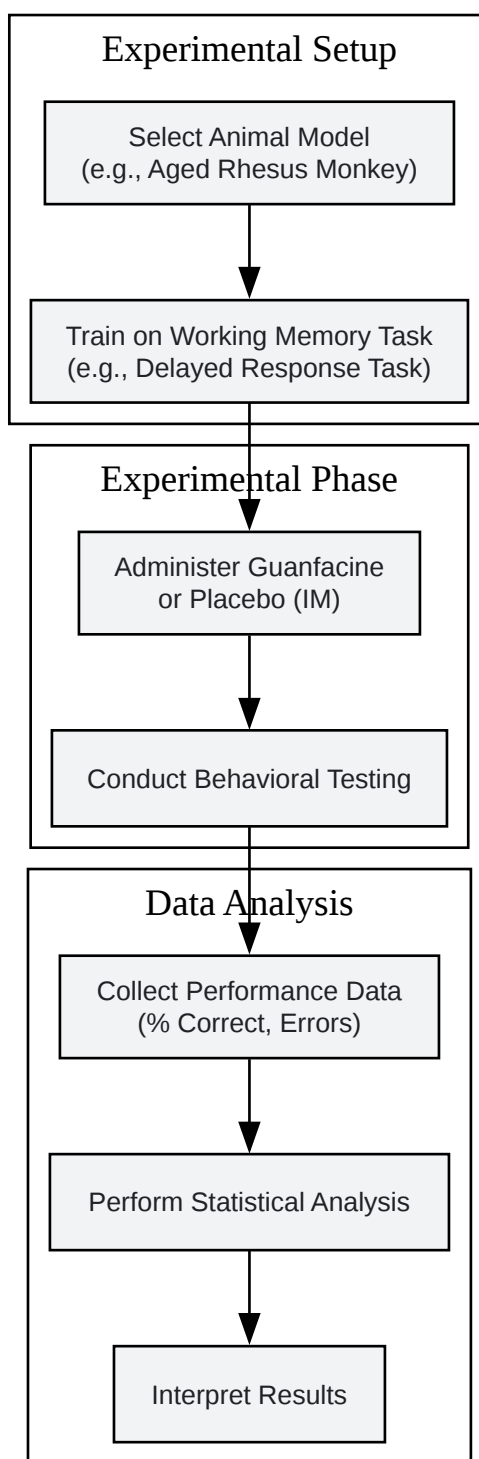 Experimental Setup
Select Animal Model
(e.g., Aged Rhesus Monkey)
Train on Working Memory Task
(e.g., Delayed Response Task)
Experimental Phase
Administer Guanfacine
or Placebo (IM)
Conduct Behavioral Testing
Data Analysis
Collect Performance Data
(% Correct, Errors)
Perform Statistical Analysis
Interpret Results